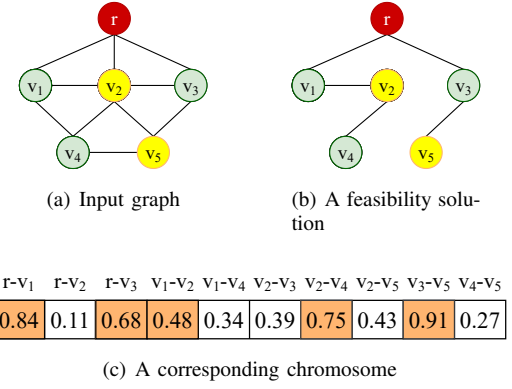 r
r
v1
v2
v3
v1
v2
v3
v4
v5
v4
v5
(a) Input graph
(b) A feasibility solu-
tion
r-v1 r-v2 r-v3 v1-v2 v1-v4 v2-v3 v2-v4 v2-v5 v3-v5 v4-v5
0.84 0.11 0.68 0.48 0.34 0.39 0.75 0.43 0.91 0.27
(c) A corresponding chromosome